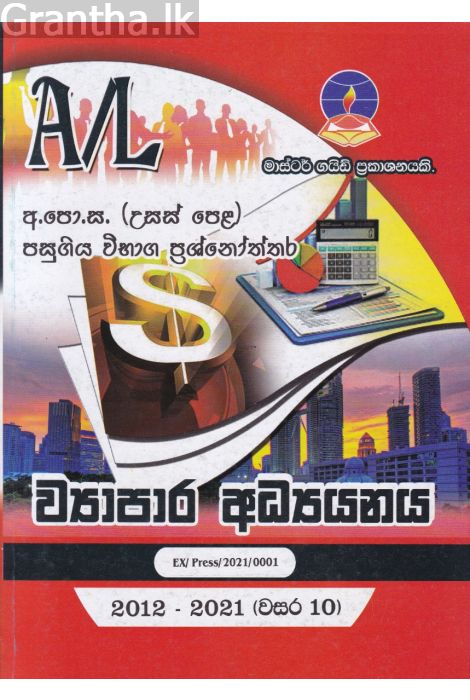 Grantha.lk
A/L
මාස්ටර් ගයිඩ් ප්‍රකාශනයකි.
අ.පො.ස. (උසස් පෙළ)
පසුගිය විභාග ප්‍රශ්නෝත්තර
ව්‍යාපාර අධ්‍යයනය
EX/ Press/2021/0001
2012 - 2021 (වසර 10)